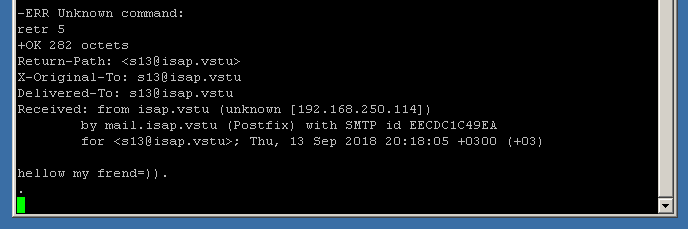 -ERR Unknown command:
retr 5
+OK 282 octets
Return-Path: <s13@isap.vstu>
X-Original-To: s13@isap.vstu
Delivered-To: s13@isap.vstu
Received: from isap.vstu (unknown [192.168.250.114])
        by mail.isap.vstu (Postfix) with SMTP id EECDC1C49EA
        for <s13@isap.vstu>; Thu, 13 Sep 2018 20:18:05 +0300 (+03)

hellow my frend=)).
.